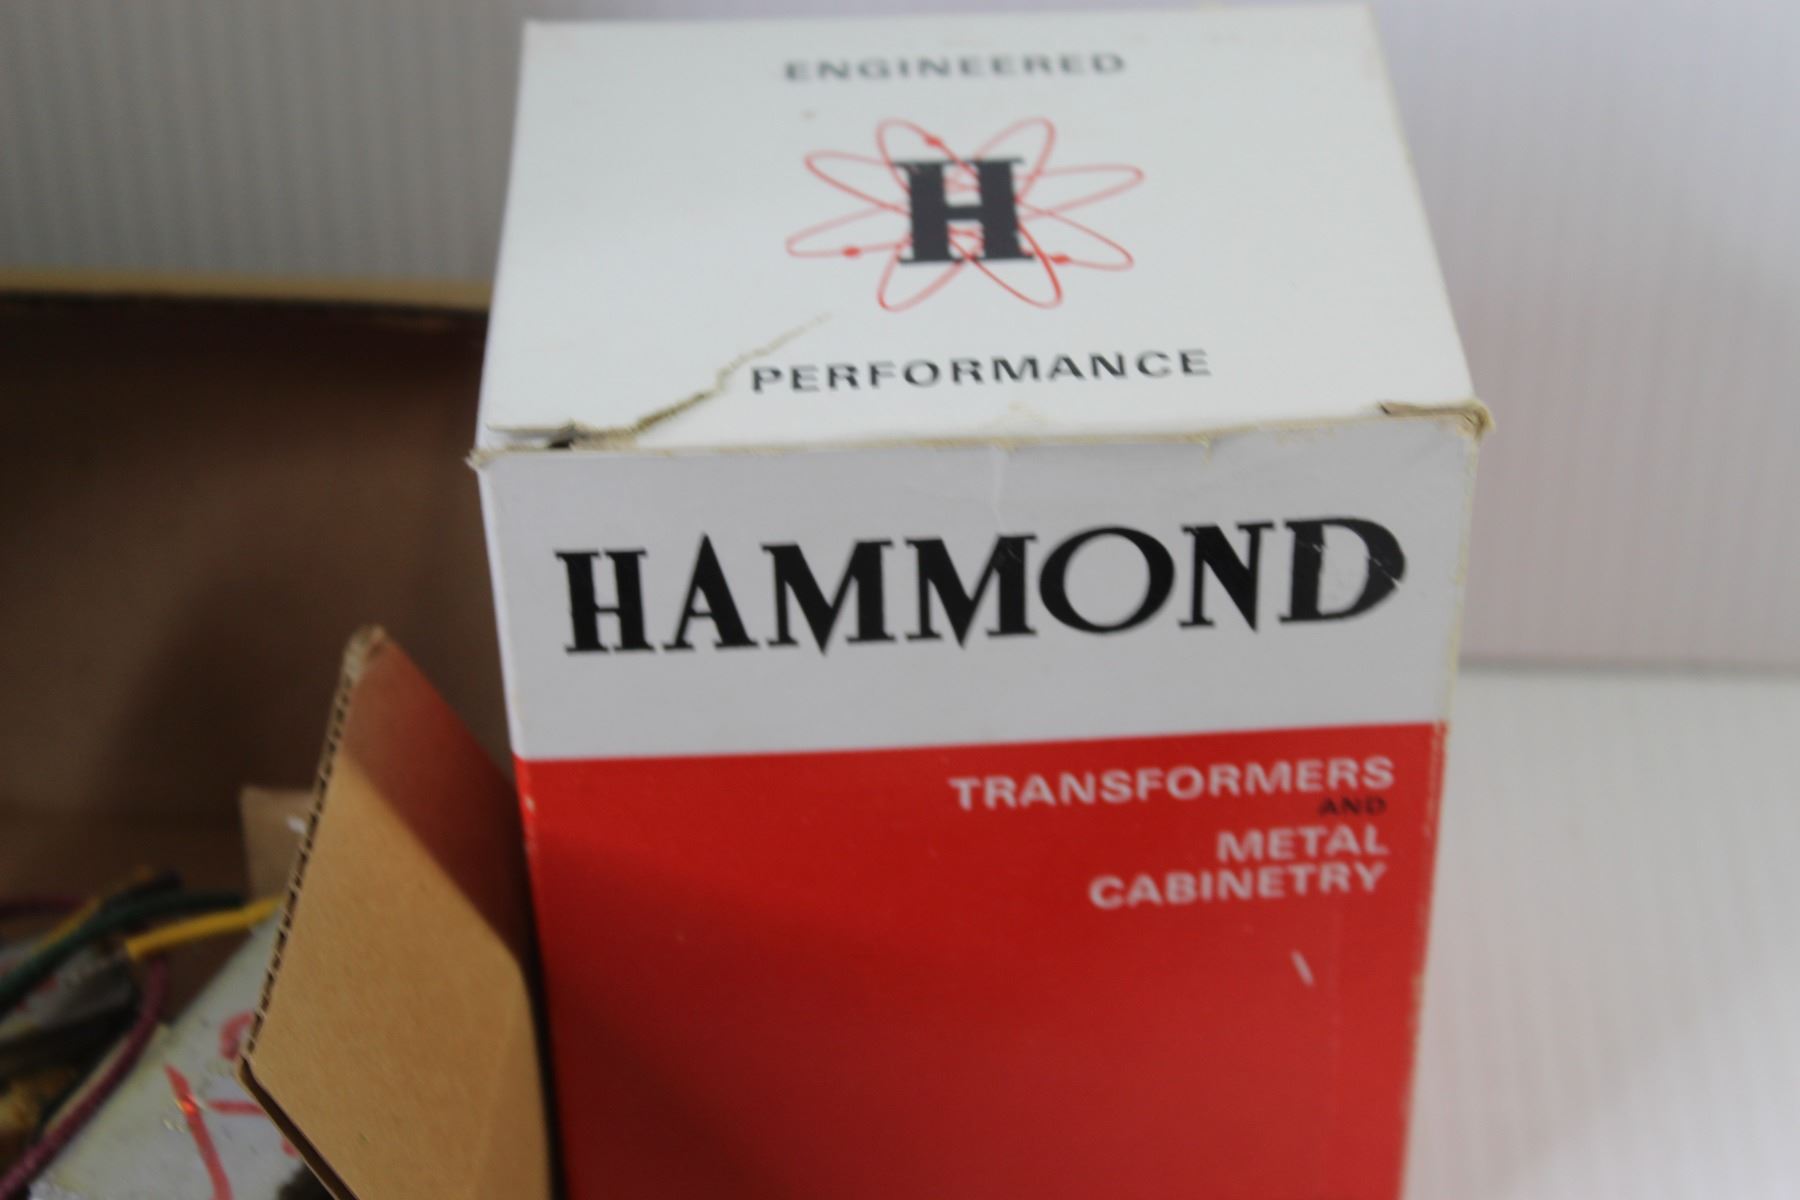 ENGINEERED
H
PERFORMANCE
HAMMOND
TRANSFORMERS
AND
METAL
CABINETRY